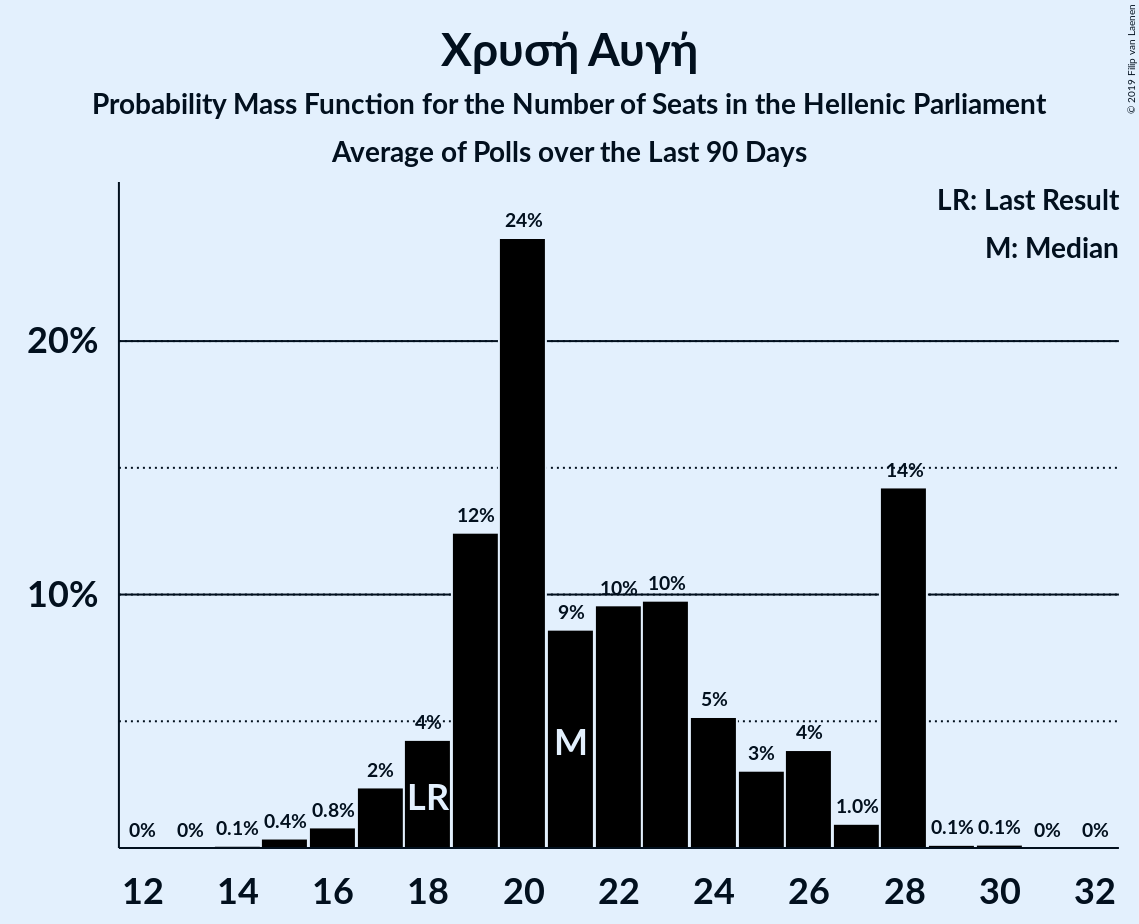 © 2019 Filip van Laenen
Χρυσή Αυγή
Probability Mass Function for the Number of Seats in the Hellenic Parliament
Average of Polls over the Last 90 Days
LR: Last Result
M: Median
20%
10%
0% 0% 0.1% 0.4% 0.8% 2% 4% 12% 24% 9% 10% 10% 5% 3% 4% 1.0% 14% 0.1% 0.1% 0% 0%
LR M
12 14 16 18 20 22 24 26 28 30 32